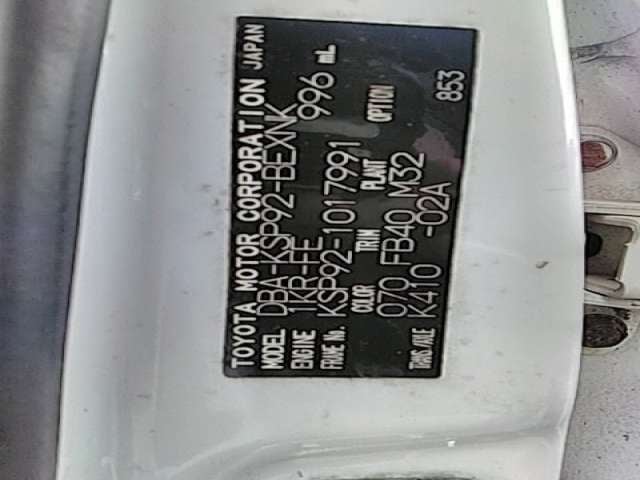 TOYOTA MOTOR CORPORATION JAPAN
MODEL DBA-KSP92-BEXNK
ENGINE 1KR-FE 996 mL
FRAME No. KSP92-1017991
COLOR TRIM PLANT OPTION
070 FB40 M32
TRANS/AXLE K410 -02A 853